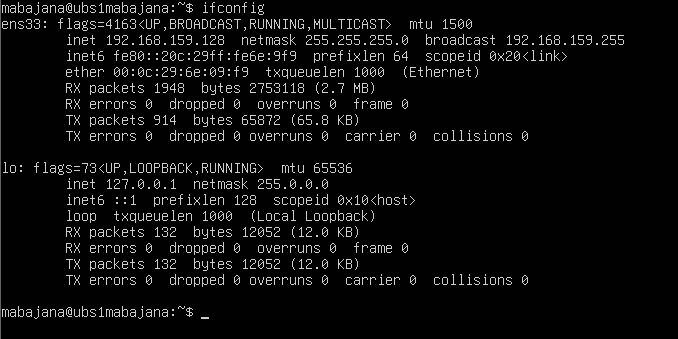 mabajana@ubs1mabajana:~$ ifconfig
ens33: flags=4163<UP,BROADCAST,RUNNING,MULTICAST>  mtu 1500
        inet 192.168.159.128  netmask 255.255.255.0  broadcast 192.168.159.255
        inet6 fe80::20c:29ff:fe6e:9f9  prefixlen 64  scopeid 0x20<link>
        ether 00:0c:29:6e:09:f9  txqueuelen 1000  (Ethernet)
        RX packets 1948  bytes 2753118 (2.7 MB)
        RX errors 0  dropped 0  overruns 0  frame 0
        TX packets 914  bytes 65872 (65.8 KB)
        TX errors 0  dropped 0 overruns 0  carrier 0  collisions 0

lo: flags=73<UP,LOOPBACK,RUNNING>  mtu 65536
        inet 127.0.0.1  netmask 255.0.0.0
        inet6 ::1  prefixlen 128  scopeid 0x10<host>
        loop  txqueuelen 1000  (Local Loopback)
        RX packets 132  bytes 12052 (12.0 KB)
        RX errors 0  dropped 0  overruns 0  frame 0
        TX packets 132  bytes 12052 (12.0 KB)
        TX errors 0  dropped 0 overruns 0  carrier 0  collisions 0

mabajana@ubs1mabajana:~$ _